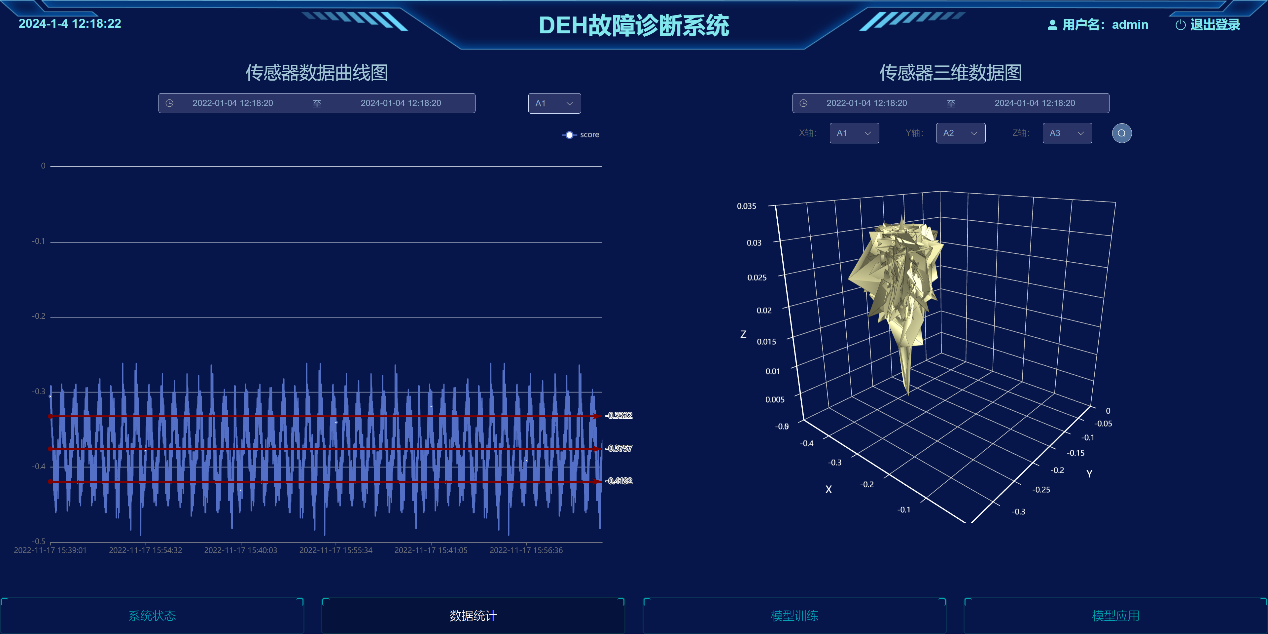 2024-1-4 12:18:22
DEH故障诊断系统
用户名: admin
退出登录
传感器数据曲线图
2022-01-04 12:18:20
2024-01-04 12:18:20
A1
score
0
-0.1
-0.2
-0.3
-0.4
-0.5
2022-11-17 15:39:01
2022-11-17 15:54:32
2022-11-17 15:40:03
2022-11-17 15:55:34
2022-11-17 15:41:05
2022-11-17 15:56:36
传感器三维数据图
2022-01-04 12:18:20
2024-01-04 12:18:20
X轴:
A1
Y轴:
A2
Z轴:
A3
0.035
0.03
0.025
0.02
Z
0.015
0.01
0.005
-0.4
-0.3
X
-0.2
-0.1
0
-0.05
-0.1
-0.15
-0.2
Y
-0.25
-0.3
系统状态
数据统计
模型训练
模型应用